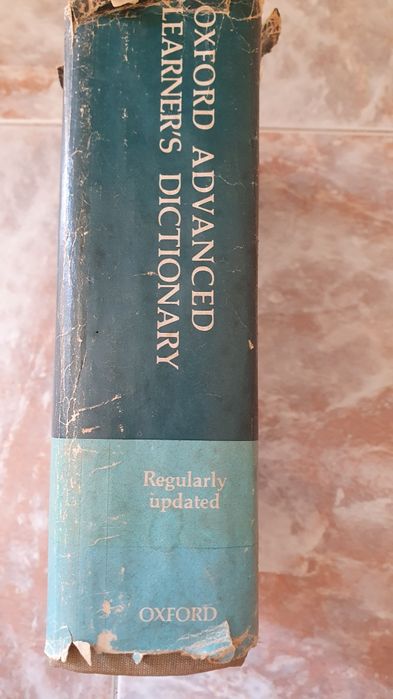 OXFORD ADVANCED
LEARNER'S DICTIONARY
Regularly
updated
OXFORD